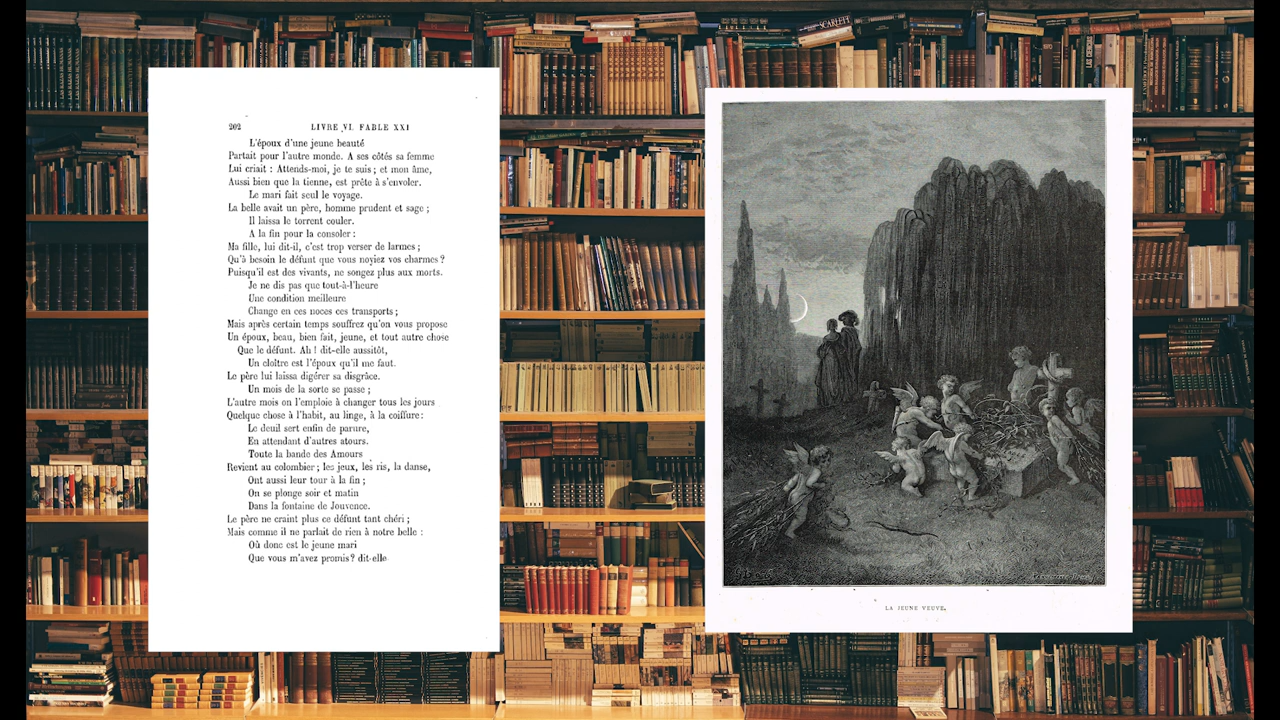 202 LIVRE VI. FABLE XXI
L'époux d'une jeune beauté
Partait pour l'autre monde. A ses côtés sa femme
Lui criait : Attends-moi, je te suis ; et mon âme,
Aussi bien que la tienne, est prête à s'envoler.
Le mari fait seul le voyage.
La belle avait un père, homme prudent et sage ;
Il laissa le torrent couler.
A la fin pour la consoler :
Ma fille, lui dit-il, c'est trop verser de larmes ;
Qu'a besoin le défunt que vous noyiez vos charmes ?
Puisqu'il est des vivants, ne songez plus aux morts.
Je ne dis pas que tout-à-l'heure
Une condition meilleure
Change en ces noces ces transports ;
Mais après certain temps souffrez qu'on vous propose
Un époux, beau, bien fait, jeune, et tout autre chose
Que le défunt. Ah ! dit-elle aussitôt,
Un cloître est l'époux qu'il me faut.
Le père lui laissa digérer sa disgrâce.
Un mois de la sorte se passe ;
L'autre mois on l'emploie à changer tous les jours
Quelque chose à l'habit, au linge, à la coiffure :
Le deuil sert enfin de parure,
En attendant d'autres atours.
Toute la bande des Amours
Revient au colombier ; les jeux, les ris, la danse,
Ont aussi leur tour à la fin ;
On se plonge soir et matin
Dans la fontaine de Jouvence.
Le père ne craint plus ce défunt tant chéri ;
Mais comme il ne parlait de rien à notre belle :
Où donc est le jeune mari
Que vous m'avez promis ? dit-elle
SCARLETT
LA JEUNE VEUVE.